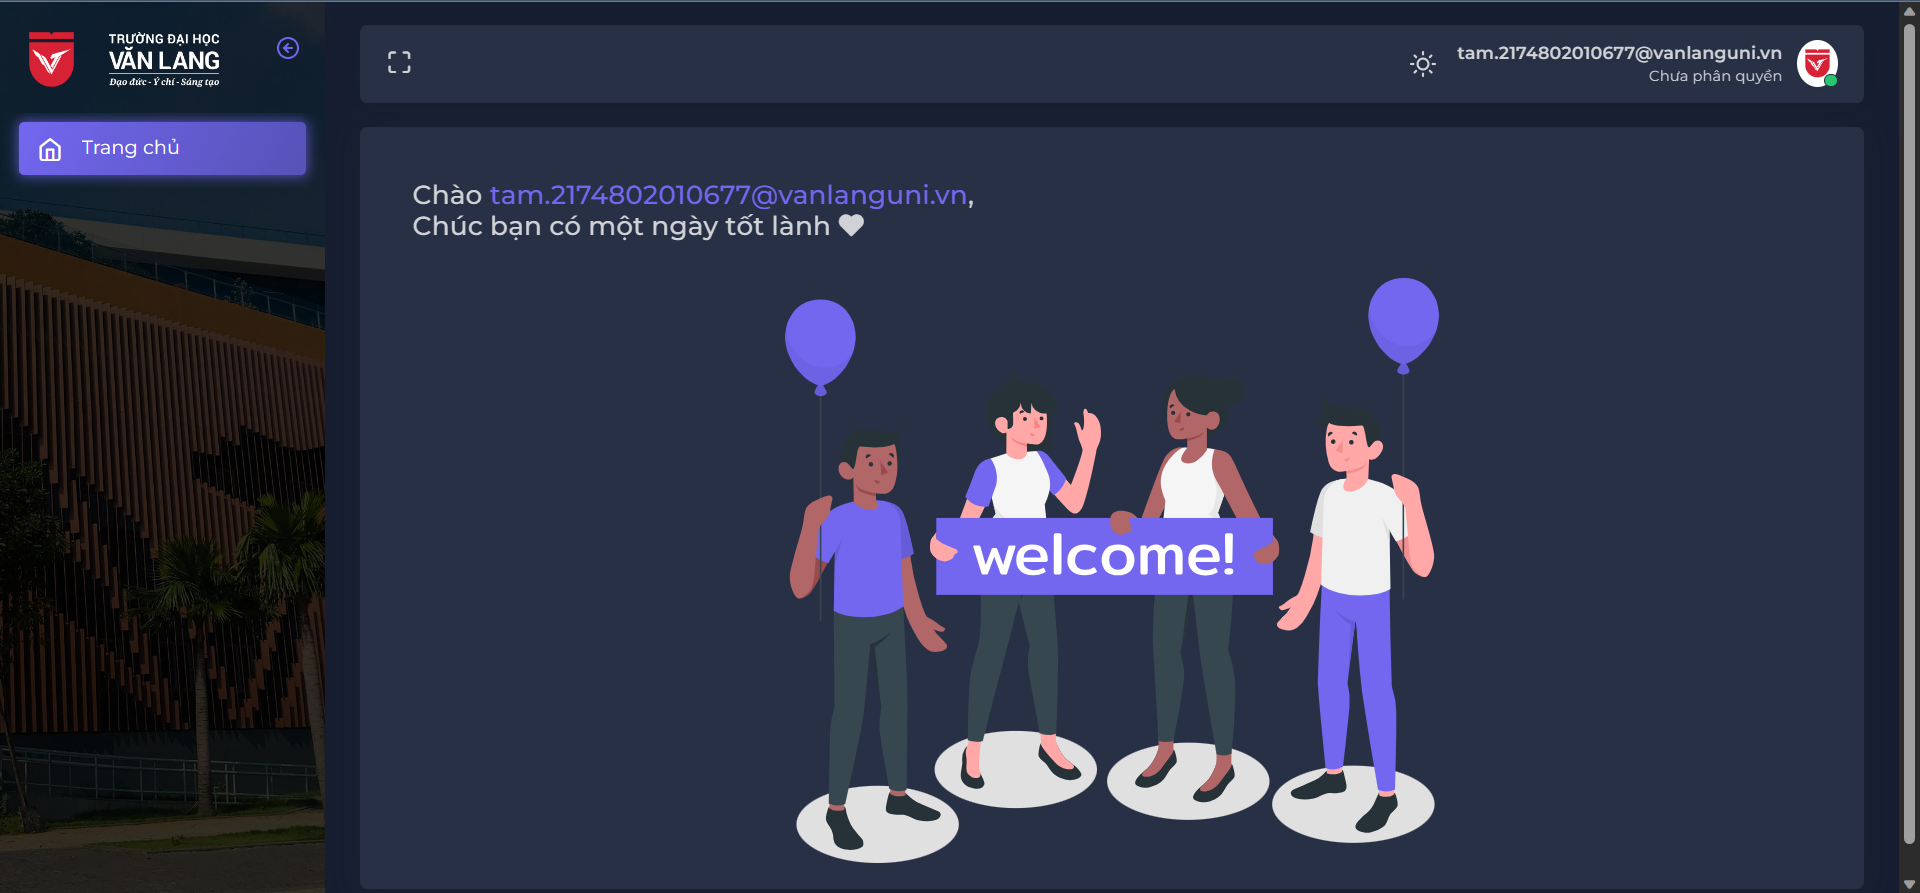 TRƯỜNG ĐẠI HỌC
VĂN LANG
Đạo đức - Ý chí - Sáng tạo
tam.2174802010677@vanlanguni.vn
Chưa phân quyền
Trang chủ
Chào tam.2174802010677@vanlanguni.vn,
Chúc bạn có một ngày tốt lành
welcome!